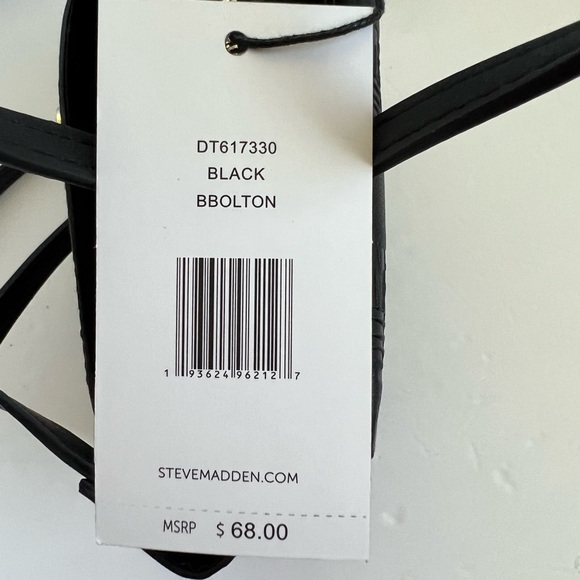 DT617330
BLACK
BBOLTON
1 93624 96212 7
STEVEMADDEN.COM
MSRP $ 68.00